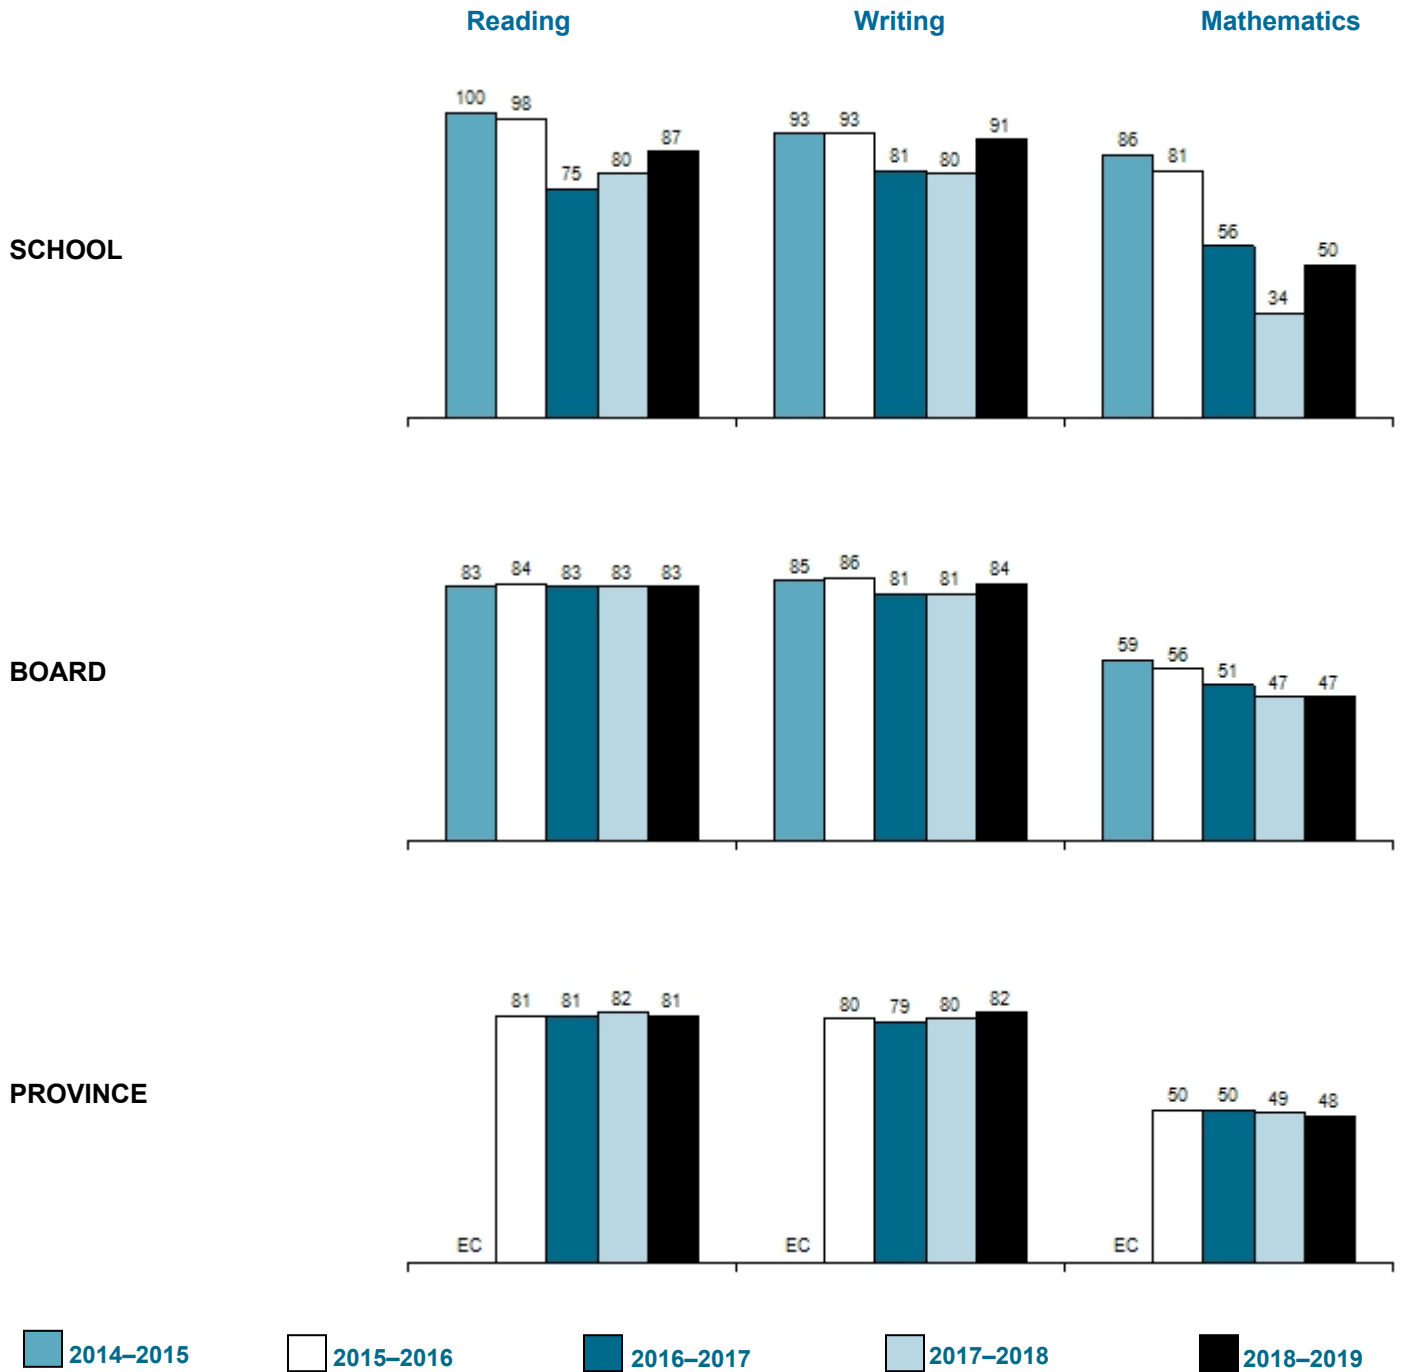 Reading Writing Mathematics
SCHOOL
100 98 75 80 87
93 93 81 80 91
86 81 56 34 50
BOARD
83 84 83 83 83
85 86 81 81 84
59 56 51 47 47
PROVINCE
EC 81 81 82 81
EC 80 79 80 82
EC 50 50 49 48
2014–2015 2015–2016 2016–2017 2017–2018 2018–2019